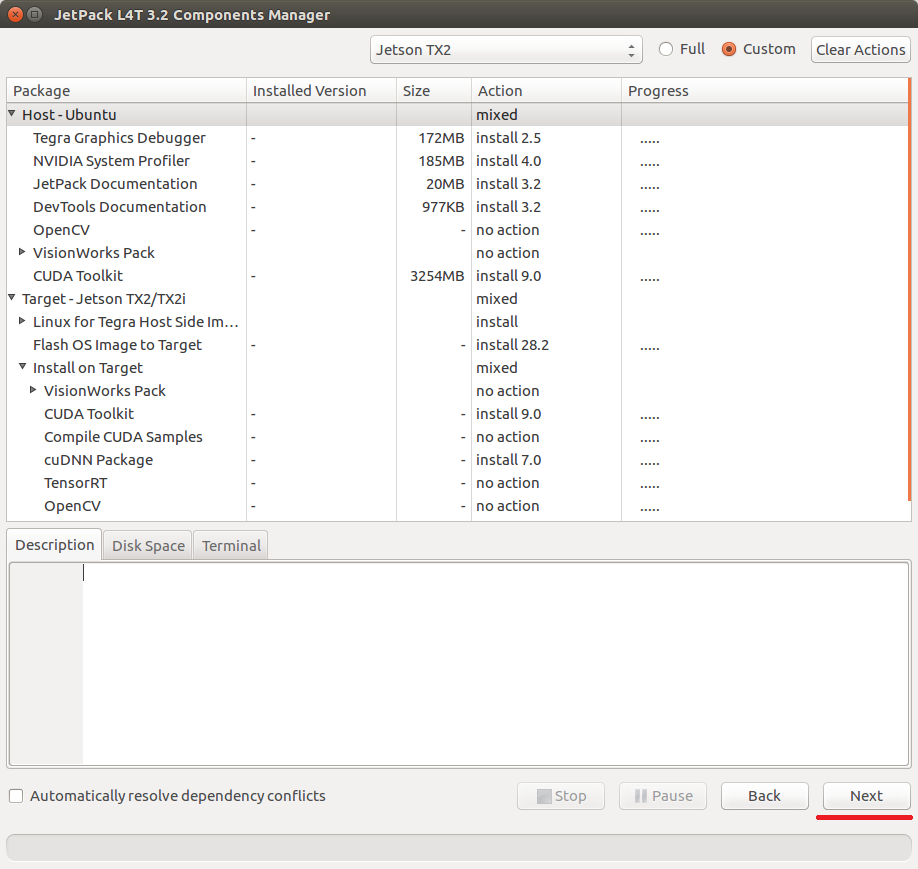 JetPack L4T 3.2 Components Manager
Jetson TX2 Full Custom Clear Actions
Package Installed Version Size Action Progress
Host - Ubuntu mixed
Tegra Graphics Debugger - 172MB install 2.5 .....
NVIDIA System Profiler - 185MB install 4.0 .....
JetPack Documentation - 20MB install 3.2 .....
DevTools Documentation - 977KB install 3.2 .....
OpenCV - - no action .....
VisionWorks Pack no action
CUDA Toolkit - 3254MB install 9.0 .....
Target - Jetson TX2/TX2i mixed
Linux for Tegra Host Side Im... install
Flash OS Image to Target - - install 28.2 .....
Install on Target mixed
VisionWorks Pack no action
CUDA Toolkit - - install 9.0 .....
Compile CUDA Samples - - no action .....
cuDNN Package - - install 7.0 .....
TensorRT - - no action .....
OpenCV - - no action .....
Description Disk Space Terminal
Automatically resolve dependency conflicts Stop Pause Back Next